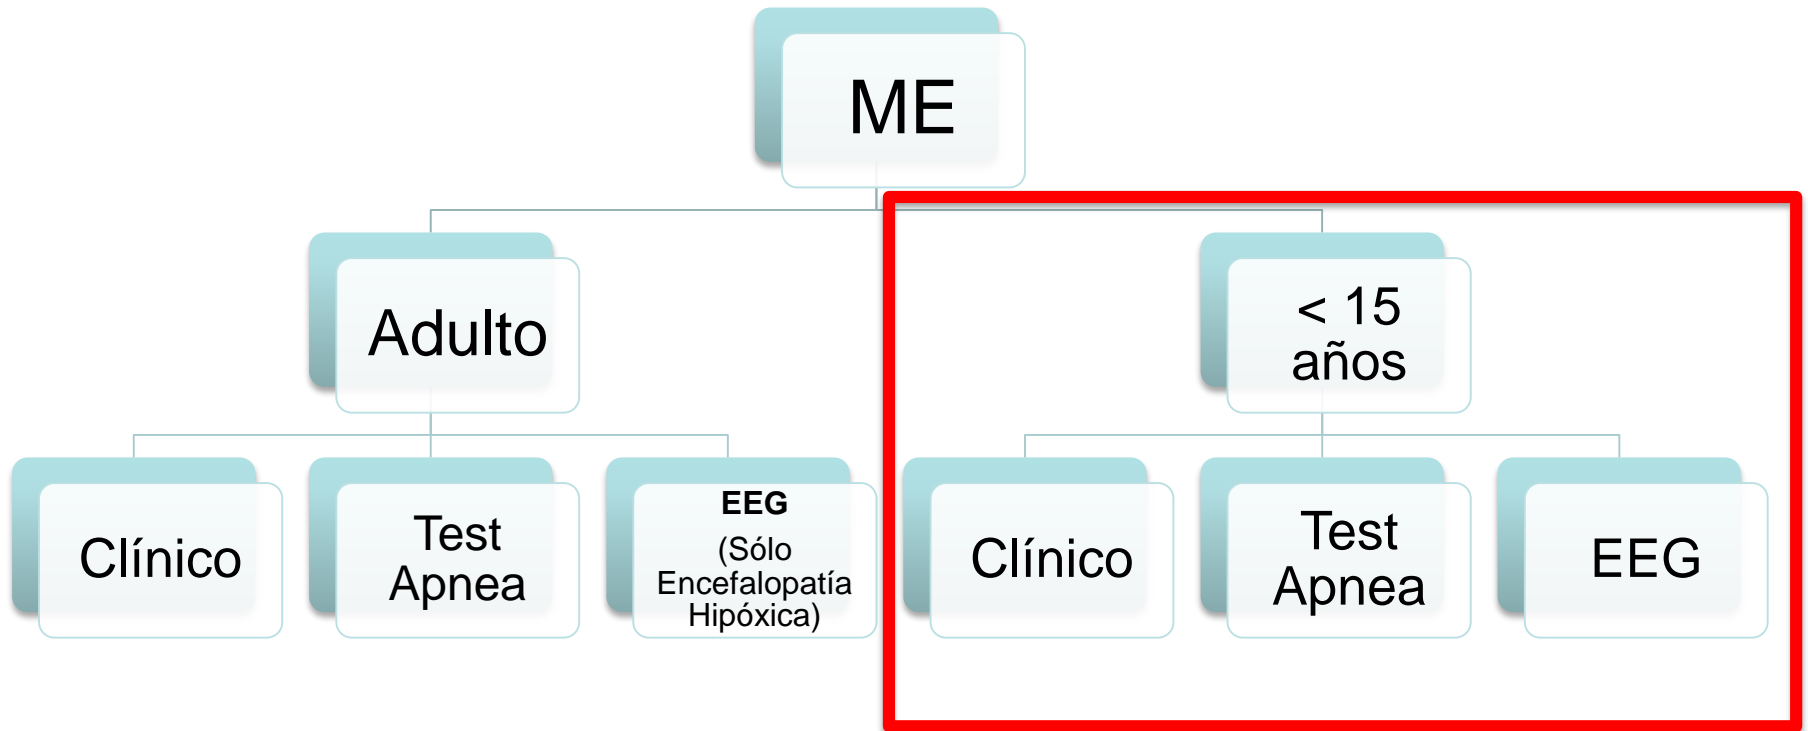 ME
Adulto
< 15
años
Clínico
Test
Apnea
EEG
(Sólo
Encefalopatía
Hipóxica)
Clínico
Test
Apnea
EEG